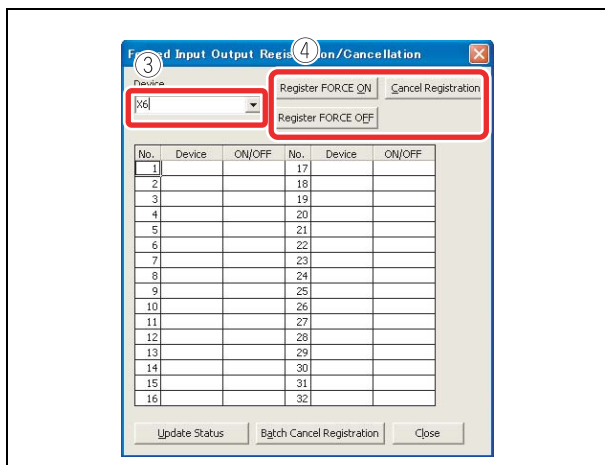 Forced Input Output Registration/Cancellation
③
④
Device
X6
Register FORCE ON
Cancel Registration
Register FORCE OFF
No. Device ON/OFF No. Device ON/OFF
1 17
2 18
3 19
4 20
5 21
6 22
7 23
8 24
9 25
10 26
11 27
12 28
13 29
14 30
15 31
16 32
Update Status Batch Cancel Registration Close